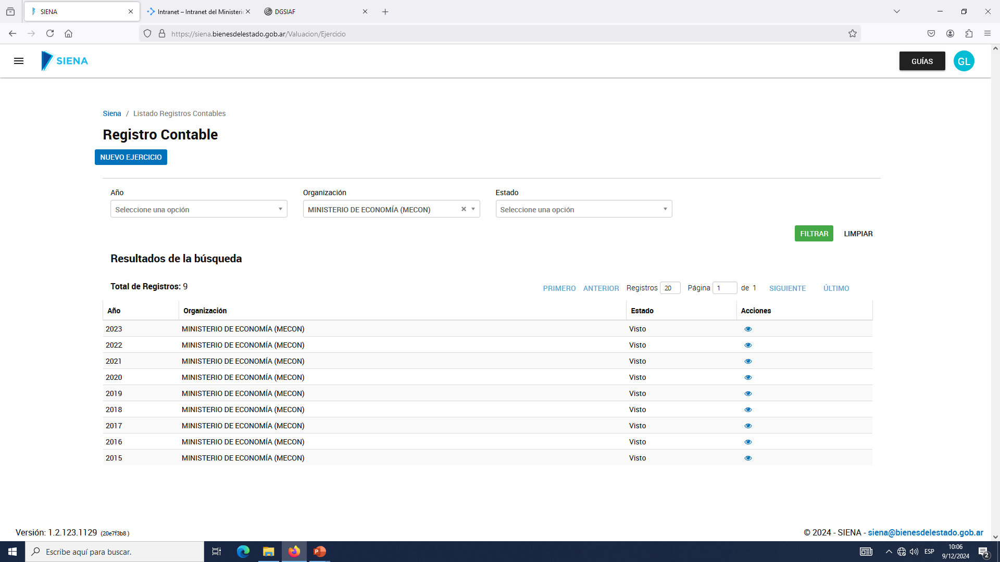 SIENA
Intranet – Intranet del Ministeri
DGSIAF
https://siena.bienesdelestado.gob.ar/Valuacion/Ejercicio
SIENA
GUÍAS
GL
Siena / Listado Registros Contables
Registro Contable
NUEVO EJERCICIO
Año Organización Estado
Seleccione una opción MINISTERIO DE ECONOMÍA (MECON) Seleccione una opción
FILTRAR LIMPIAR
Resultados de la búsqueda
Total de Registros: 9 PRIMERO ANTERIOR Registros 20 Página 1 de 1 SIGUIENTE ÚLTIMO
Año Organización Estado Acciones
2023 MINISTERIO DE ECONOMÍA (MECON) Visto
2022 MINISTERIO DE ECONOMÍA (MECON) Visto
2021 MINISTERIO DE ECONOMÍA (MECON) Visto
2020 MINISTERIO DE ECONOMÍA (MECON) Visto
2019 MINISTERIO DE ECONOMÍA (MECON) Visto
2018 MINISTERIO DE ECONOMÍA (MECON) Visto
2017 MINISTERIO DE ECONOMÍA (MECON) Visto
2016 MINISTERIO DE ECONOMÍA (MECON) Visto
2015 MINISTERIO DE ECONOMÍA (MECON) Visto
Versión: 1.2.123.1129 (20e7f3b8 )
© 2024 - SIENA - siena@bienesdelestado.gob.ar
Escribe aquí para buscar.
P
ESP
10:06
9/12/2024
2